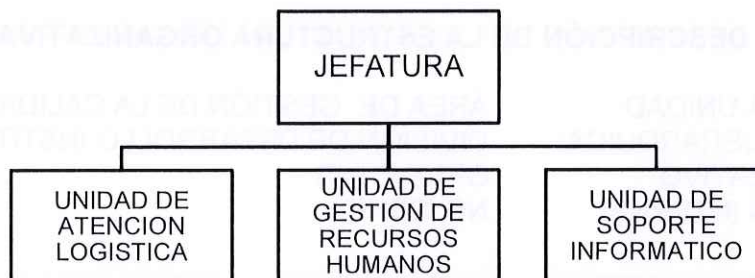 JEFATURA
UNIDAD DE
ATENCION
LOGISTICA
UNIDAD DE
GESTION DE
RECURSOS
HUMANOS
UNIDAD DE
SOPORTE
INFORMATICO